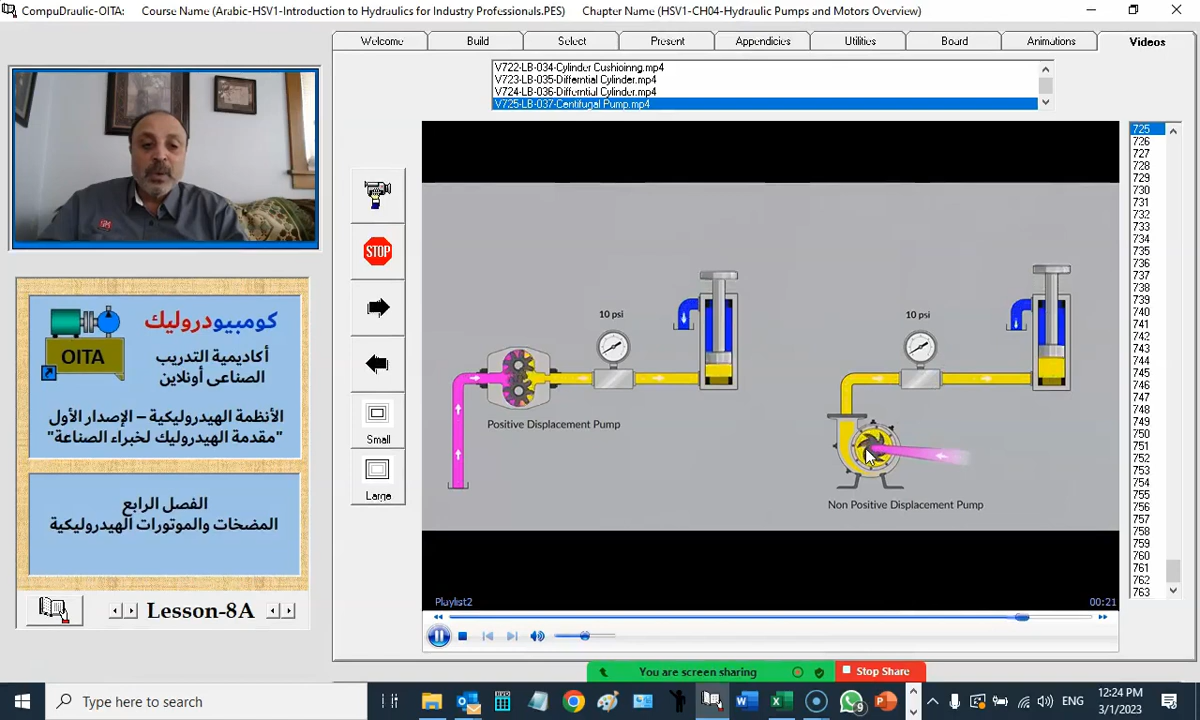 CompuDraulic-OITA: Course Name (Arabic-HSV1-Introduction to Hydraulics for Industry Professionals.PES) Chapter Name (HSV1-CH04-Hydraulic Pumps and Motors Overview)
Welcome Build Select Present Appendicies Utilities Board Animations Videos
V722-LB-034-Cylinder Cushioinng.mp4
V723-LB-035-Differntial Cylinder.mp4
V724-LB-036-Differntial Cylinder.mp4
V725-LB-037-Centifugal Pump.mp4
كومبيودروليك
OITA
أكاديمية التدريب
الصناعى أونلاين
الأنظمة الهيدروليكية – الإصدار الأول
"مقدمة الهيدروليك لخبراء الصناعة"
الفصل الرابع
المضخات والموتورات الهيدروليكية
Lesson-8A
STOP
Small
Large
10 psi
10 psi
Positive Displacement Pump
Non Positive Displacement Pump
Playlist2
00:21
725
726
727
728
729
730
731
732
733
734
735
736
737
738
739
740
741
742
743
744
745
746
747
748
749
750
751
752
753
754
755
756
757
758
759
760
761
762
763
You are screen sharing
Stop Share
Type here to search
ENG
12:24 PM
3/1/2023